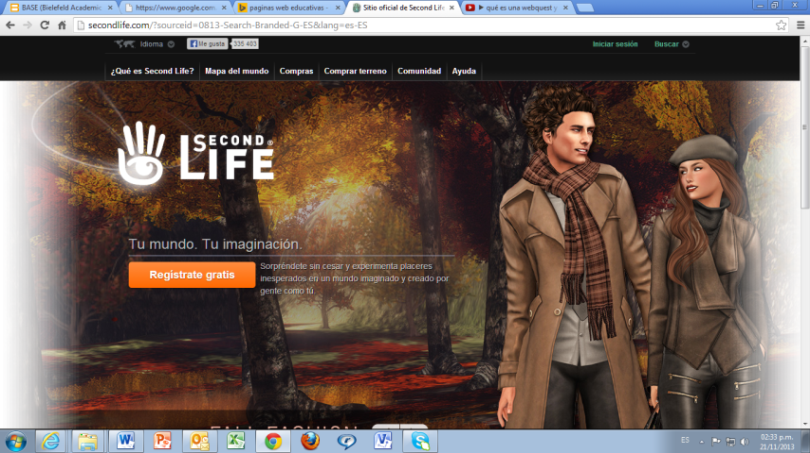 BASE (Bielefeld Academic
https://www.google.com
paginas web educativas
Sitio oficial de Second Life
qué es una webquest y
secondlife.com/?sourceid=0813-Search-Branded-G-ES&lang=es-ES
Idioma
Me gusta
Iniciar sesión
Buscar
¿Qué es Second Life?
Mapa del mundo
Compras
Comprar terreno
Comunidad
Ayuda
SECOND
LIFE
Tu mundo. Tu imaginación.
Regístrate gratis
Sorpréndete sin cesar y experimenta placeres
inesperados en un mundo imaginado y creado por
gente como tú.
FALL FASHION
ES
02:33 p.m.
21/11/2013